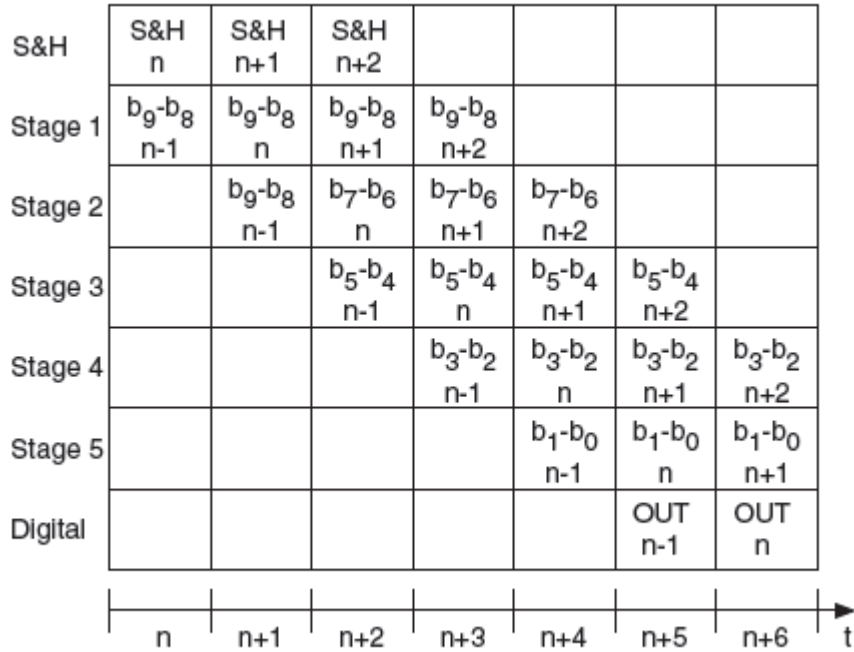 S&H S&H n S&H n+1 S&H n+2
Stage 1 b9-b8 n-1 b9-b8 n b9-b8 n+1 b9-b8 n+2
Stage 2 b9-b8 n-1 b7-b6 n b7-b6 n+1 b7-b6 n+2
Stage 3 b5-b4 n-1 b5-b4 n b5-b4 n+1 b5-b4 n+2
Stage 4 b3-b2 n-1 b3-b2 n b3-b2 n+1 b3-b2 n+2
Stage 5 b1-b0 n-1 b1-b0 n b1-b0 n+1
Digital OUT n-1 OUT n
n n+1 n+2 n+3 n+4 n+5 n+6 t